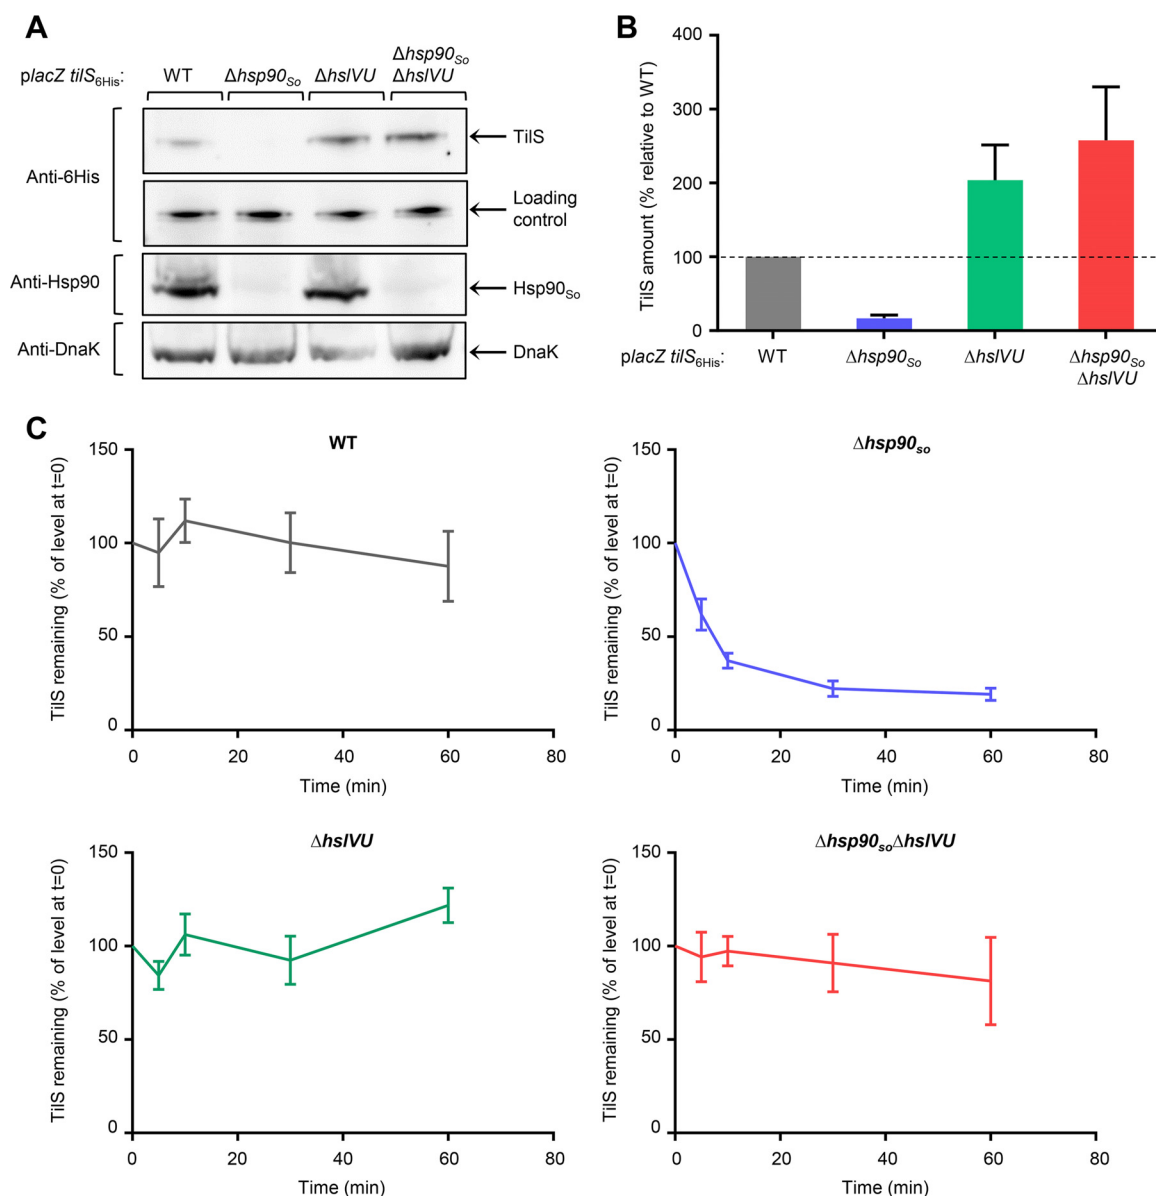 A
placZ tilS6His:
WT
Δhsp90So
ΔhslVU
Δhsp90So
ΔhslVU
Anti-6His
TilS
Loading
control
Anti-Hsp90
Hsp90So
Anti-DnaK
DnaK
B
TilS amount (% relative to WT)
400
300
200
100
0
placZ tilS6His:
WT
Δhsp90So
ΔhslVU
Δhsp90So
ΔhslVU
C
WT
TilS remaining (% of level at t=0)
150
100
50
0
0 20 40 60 80
Time (min)
Δhsp90so
TilS remaining (% of level at t=0)
150
100
50
0
0 20 40 60 80
Time (min)
ΔhslVU
TilS remaining (% of level at t=0)
150
100
50
0
0 20 40 60 80
Time (min)
Δhsp90soΔhslVU
TilS remaining (% of level at t=0)
150
100
50
0
0 20 40 60 80
Time (min)